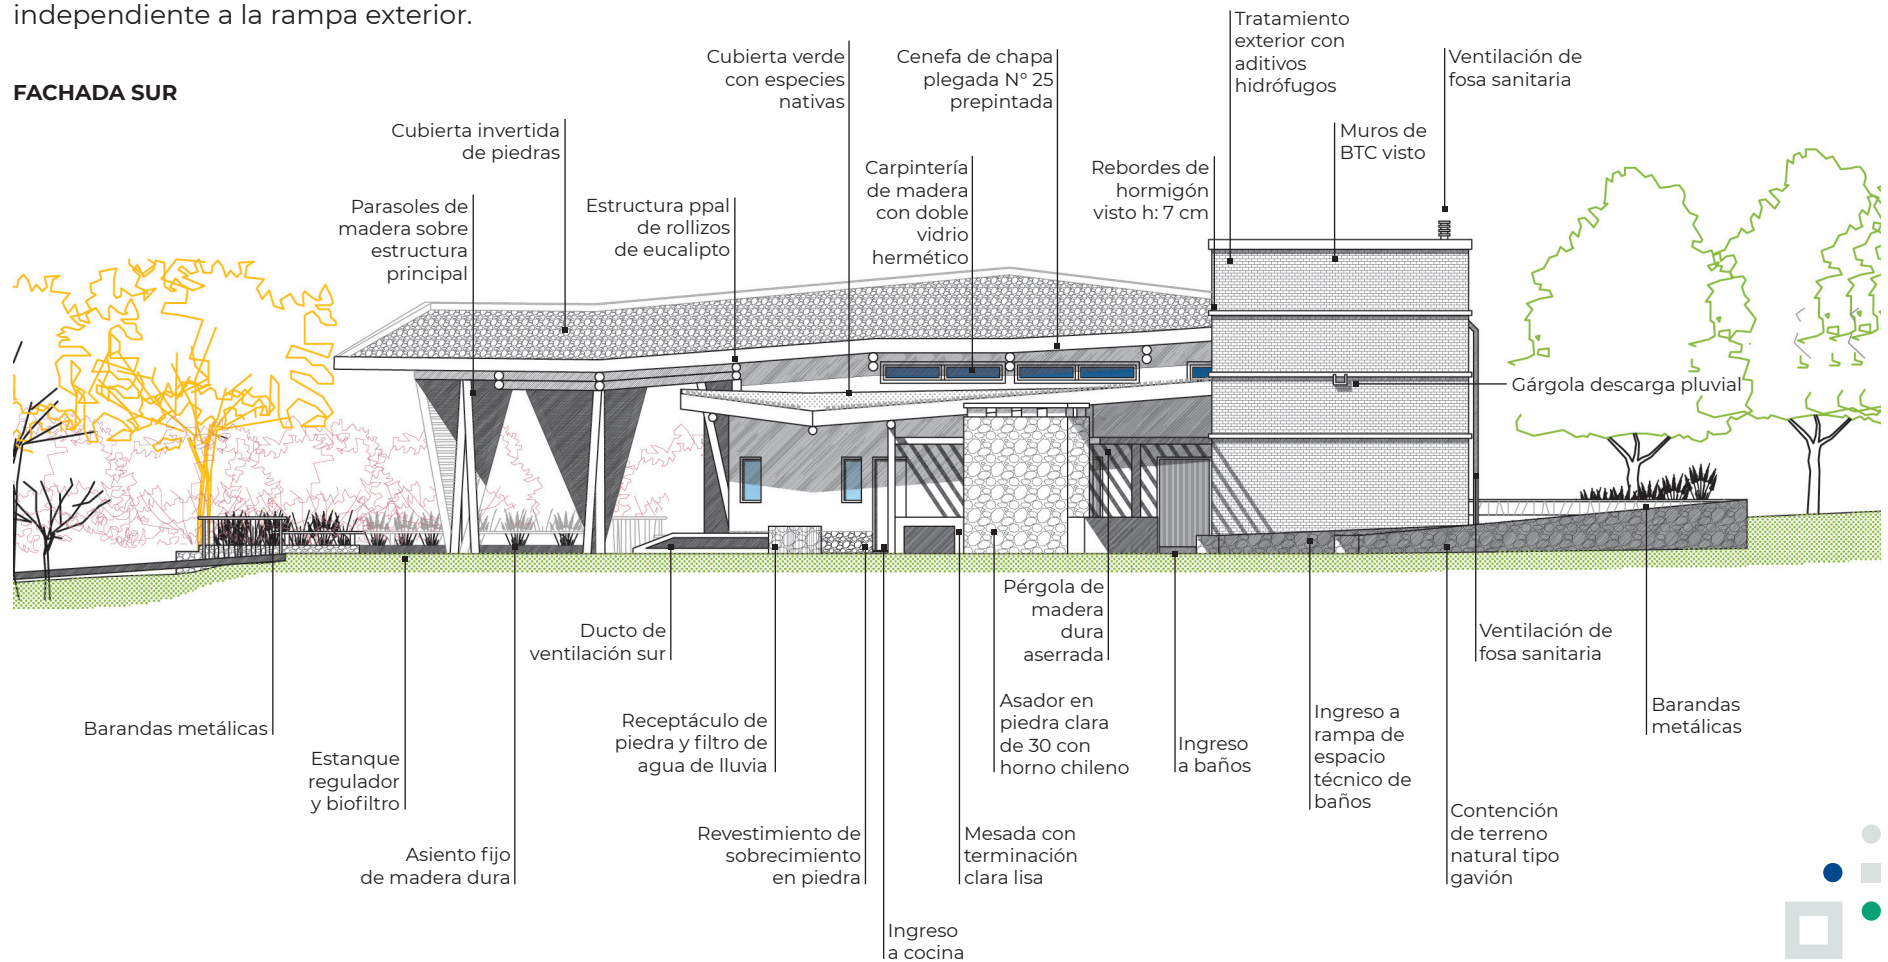 independiente a la rampa exterior.
FACHADA SUR
Cubierta invertida
de piedras
Parasoles de
madera sobre
estructura
principal
Estructura ppal
de rollizos
de eucalipto
Cubierta verde
con especies
nativas
Cenefa de chapa
plegada N° 25
prepintada
Carpintería
de madera
con doble
vidrio
hermético
Rebordes de
hormigón
visto h: 7 cm
Tratamiento
exterior con
aditivos
hidrófugos
Muros de
BTC visto
Ventilación de
fosa sanitaria
Gárgola descarga pluvial
Barandas metálicas
Estanque
regulador
y biofiltro
Asiento fijo
de madera dura
Ducto de
ventilación sur
Receptáculo de
piedra y filtro de
agua de lluvia
Revestimiento de
sobrecimiento
en piedra
Ingreso
a cocina
Mesada con
terminación
clara lisa
Asador en
piedra clara
de 30 con
horno chileno
Pérgola de
madera
dura
aserrada
Ingreso
a baños
Ingreso a
rampa de
espacio
técnico de
baños
Contención
de terreno
natural tipo
gavión
Ventilación de
fosa sanitaria
Barandas
metálicas